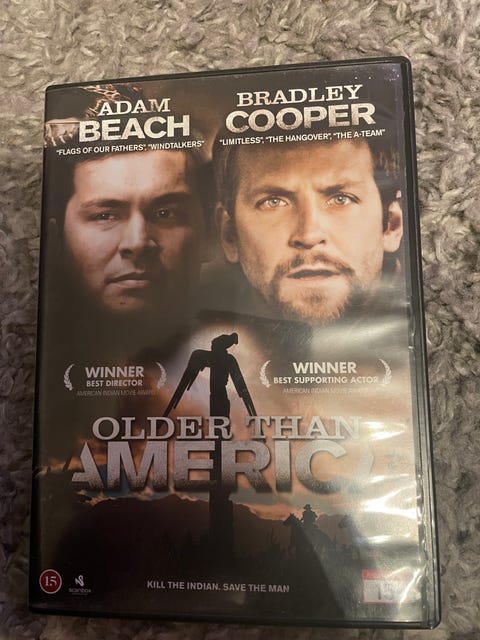 ADAM
BEACH
"FLAGS OF OUR FATHERS", "WINDTALKERS"
BRADLEY
COOPER
"LIMITLESS", "THE HANGOVER", "THE A-TEAM"
WINNER
BEST DIRECTOR
AMERICAN INDIAN MOVIE AWARDS
WINNER
BEST SUPPORTING ACTOR
AMERICAN INDIAN MOVIE AWARDS
OLDER THAN
AMERICA
KILL THE INDIAN. SAVE THE MAN
15
scanbox